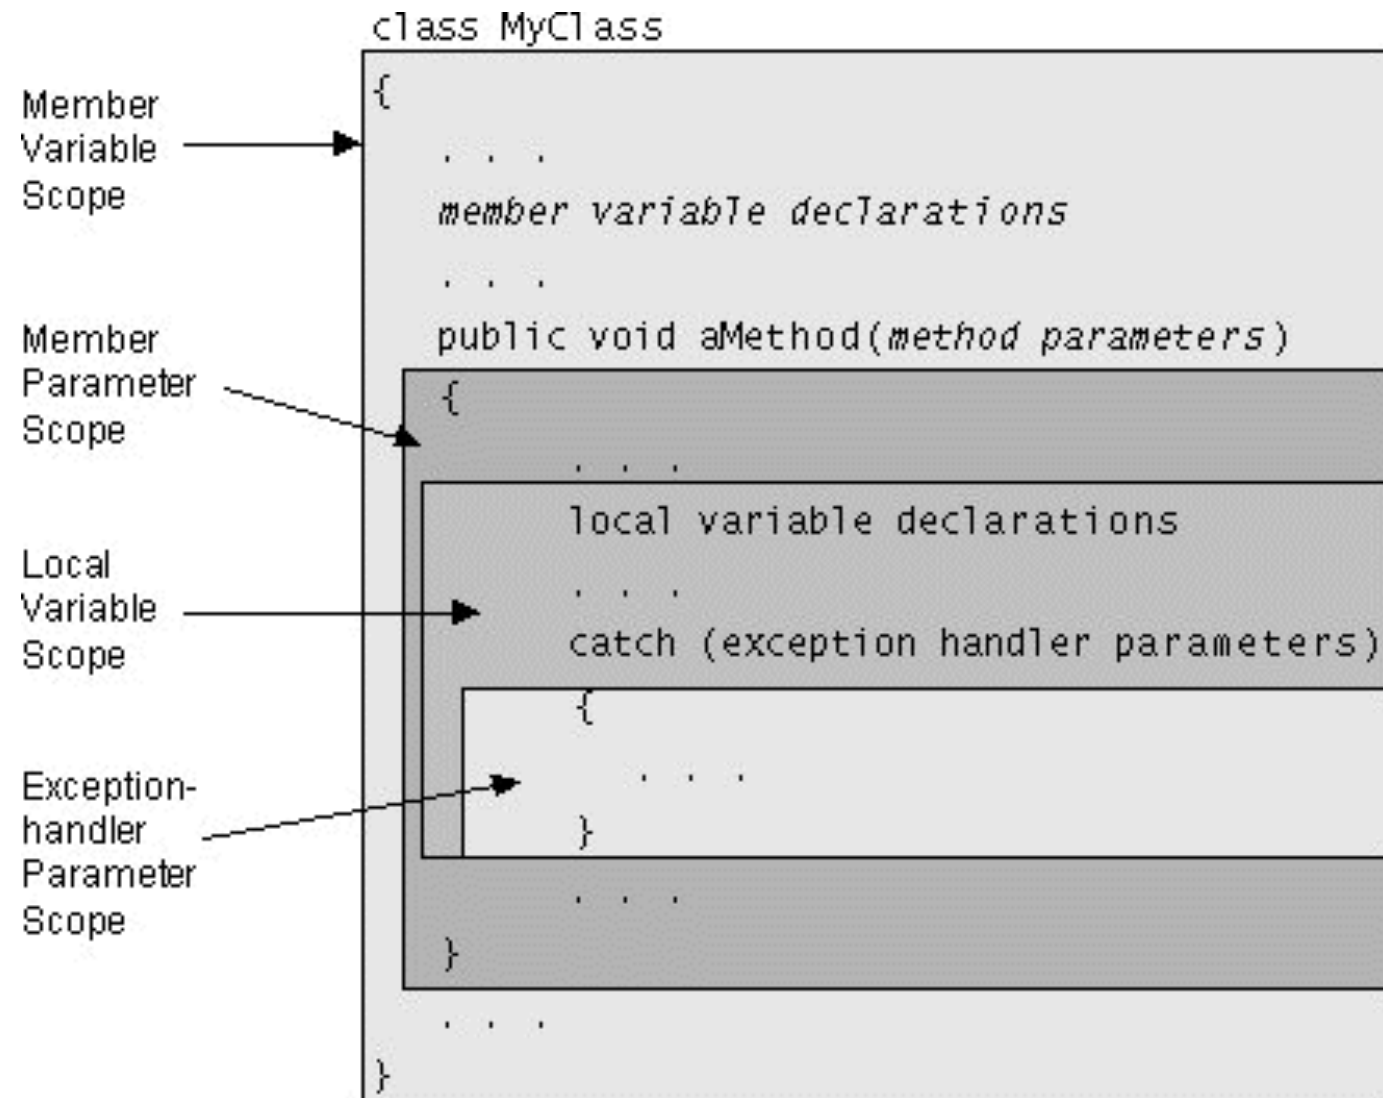 class MyClass
Member
Variable
Scope
{
. . .
member variable declarations
. . .
Member
Parameter
Scope
public void aMethod(method parameters)
{
. . .
Local
Variable
Scope
local variable declarations
. . .
catch (exception handler parameters)
Exception-
handler
Parameter
Scope
{
. . .
}
. . .
}
. . .
}